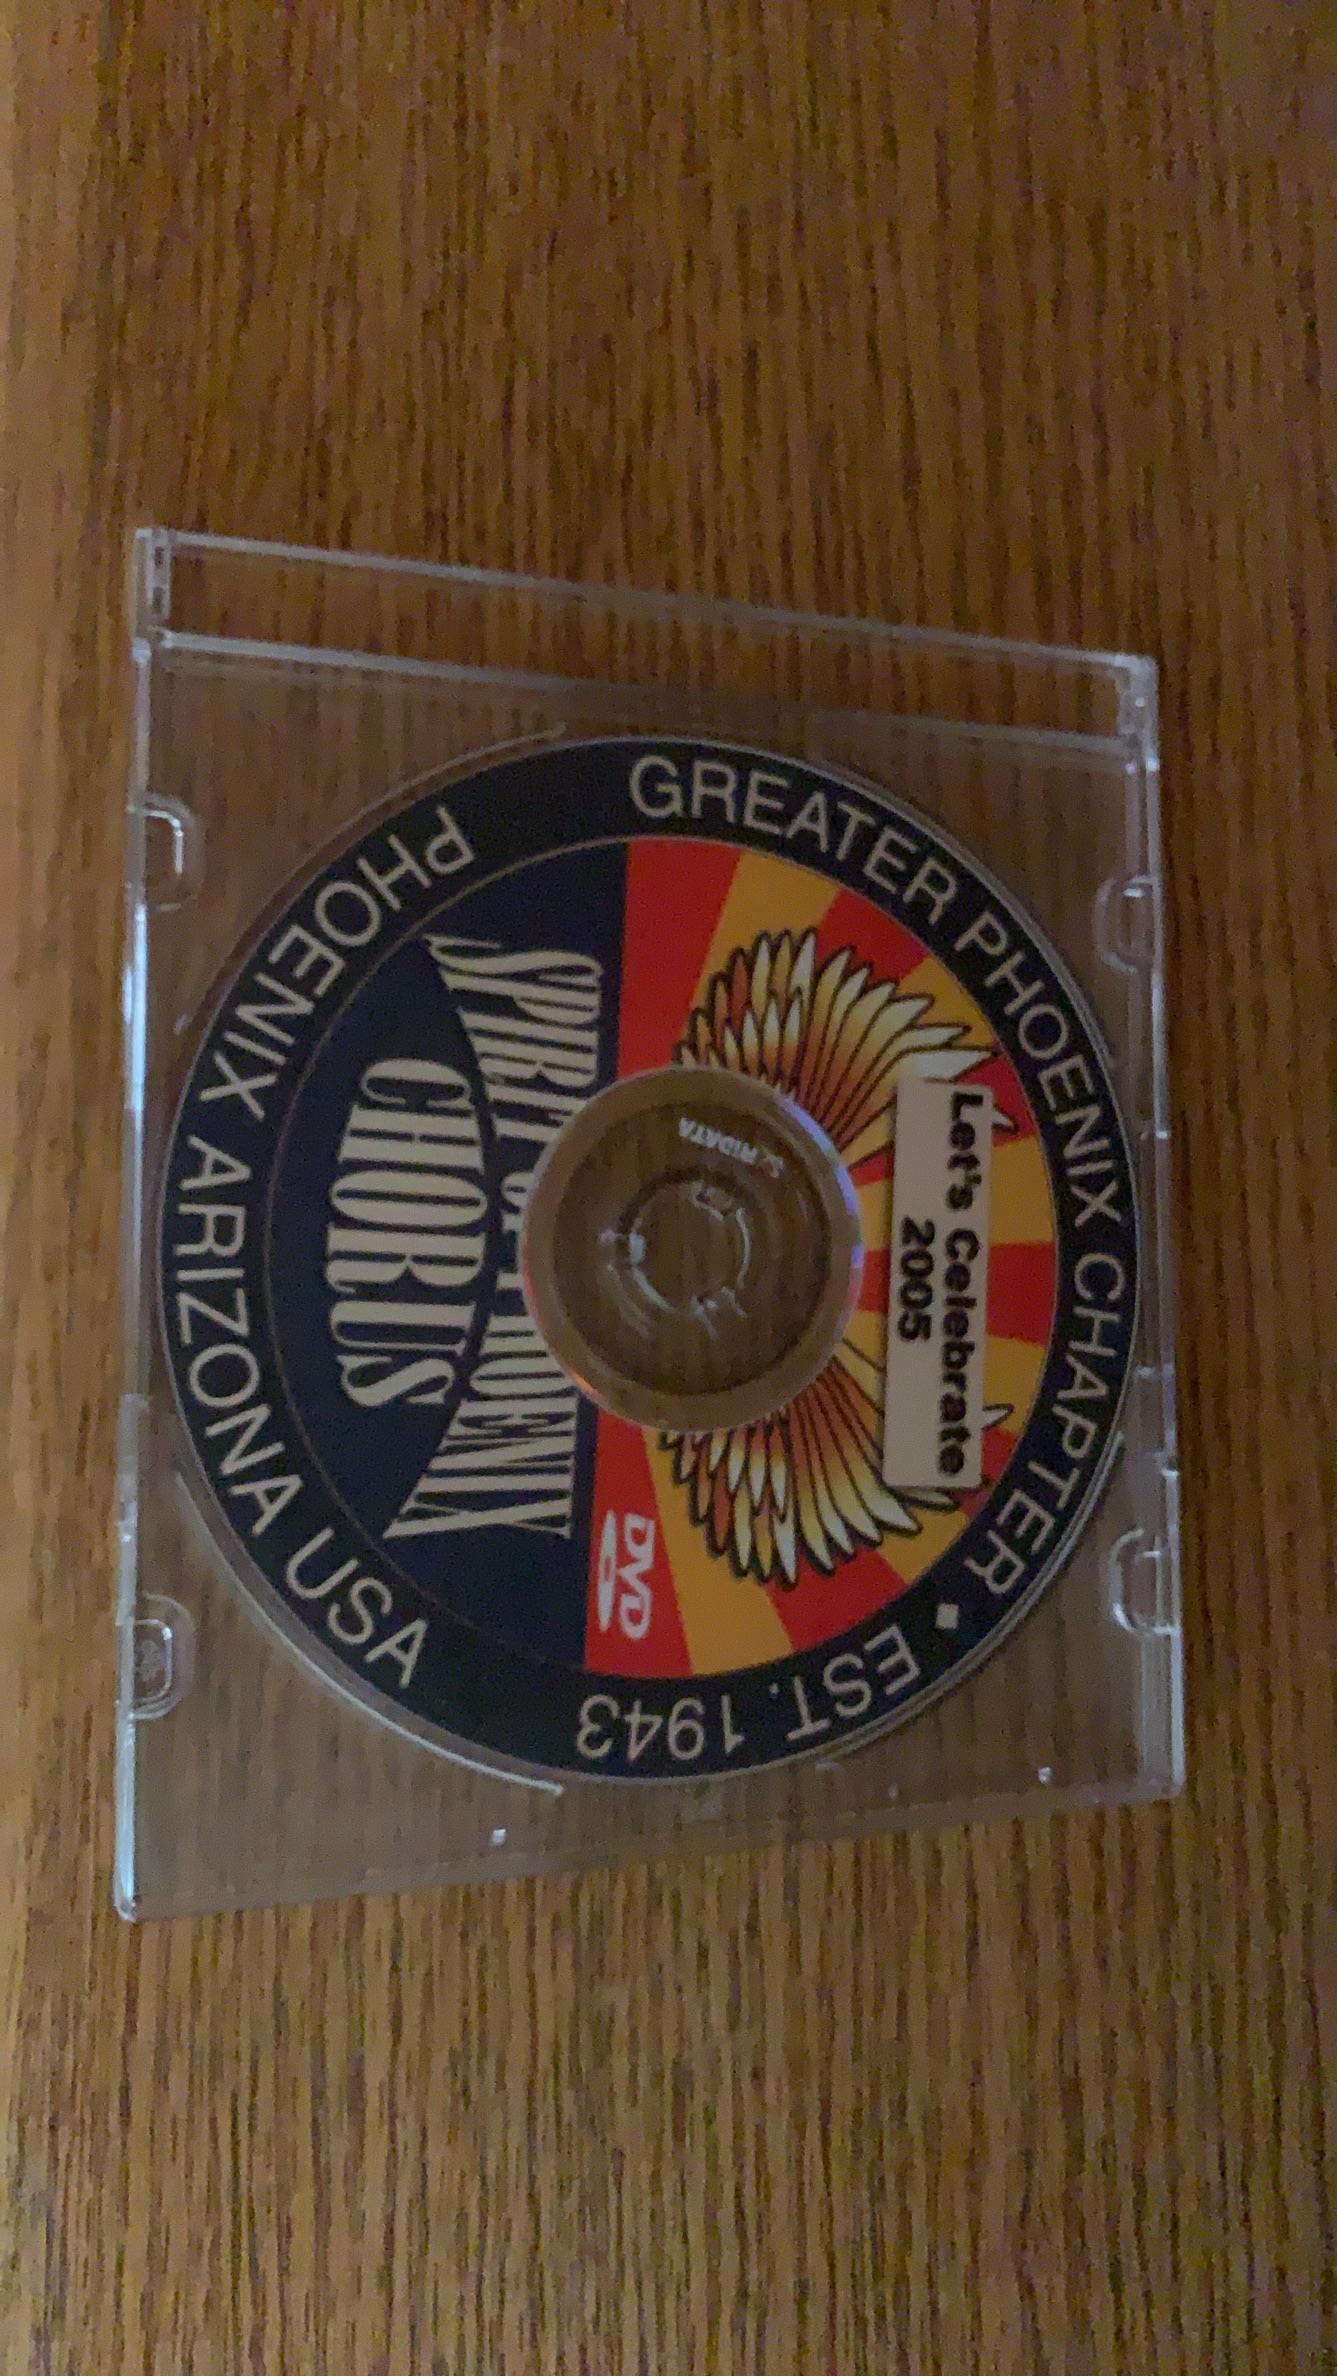 GREATER PHOENIX CHAPTER • EST. 1943
Let's Celebrate
2005
RIDATA
DVD
SPIRIT OF PHOENIX
CHORUS
PHOENIX ARIZONA USA